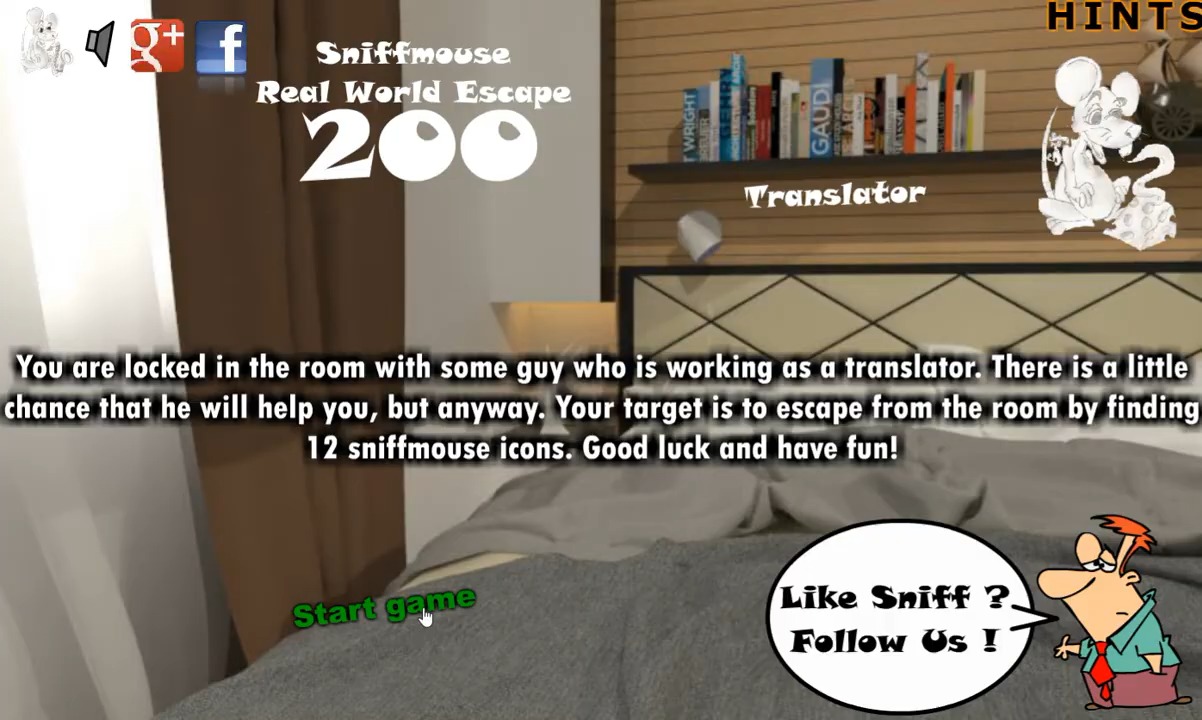 HINTS
g+
f
Sniffmouse
Real World Escape
200
GAUDI
Translator
You are locked in the room with some guy who is working as a translator. There is a little
chance that he will help you, but anyway. Your target is to escape from the room by finding
12 sniffmouse icons. Good luck and have fun!
Start game
Like Sniff ?
Follow Us !